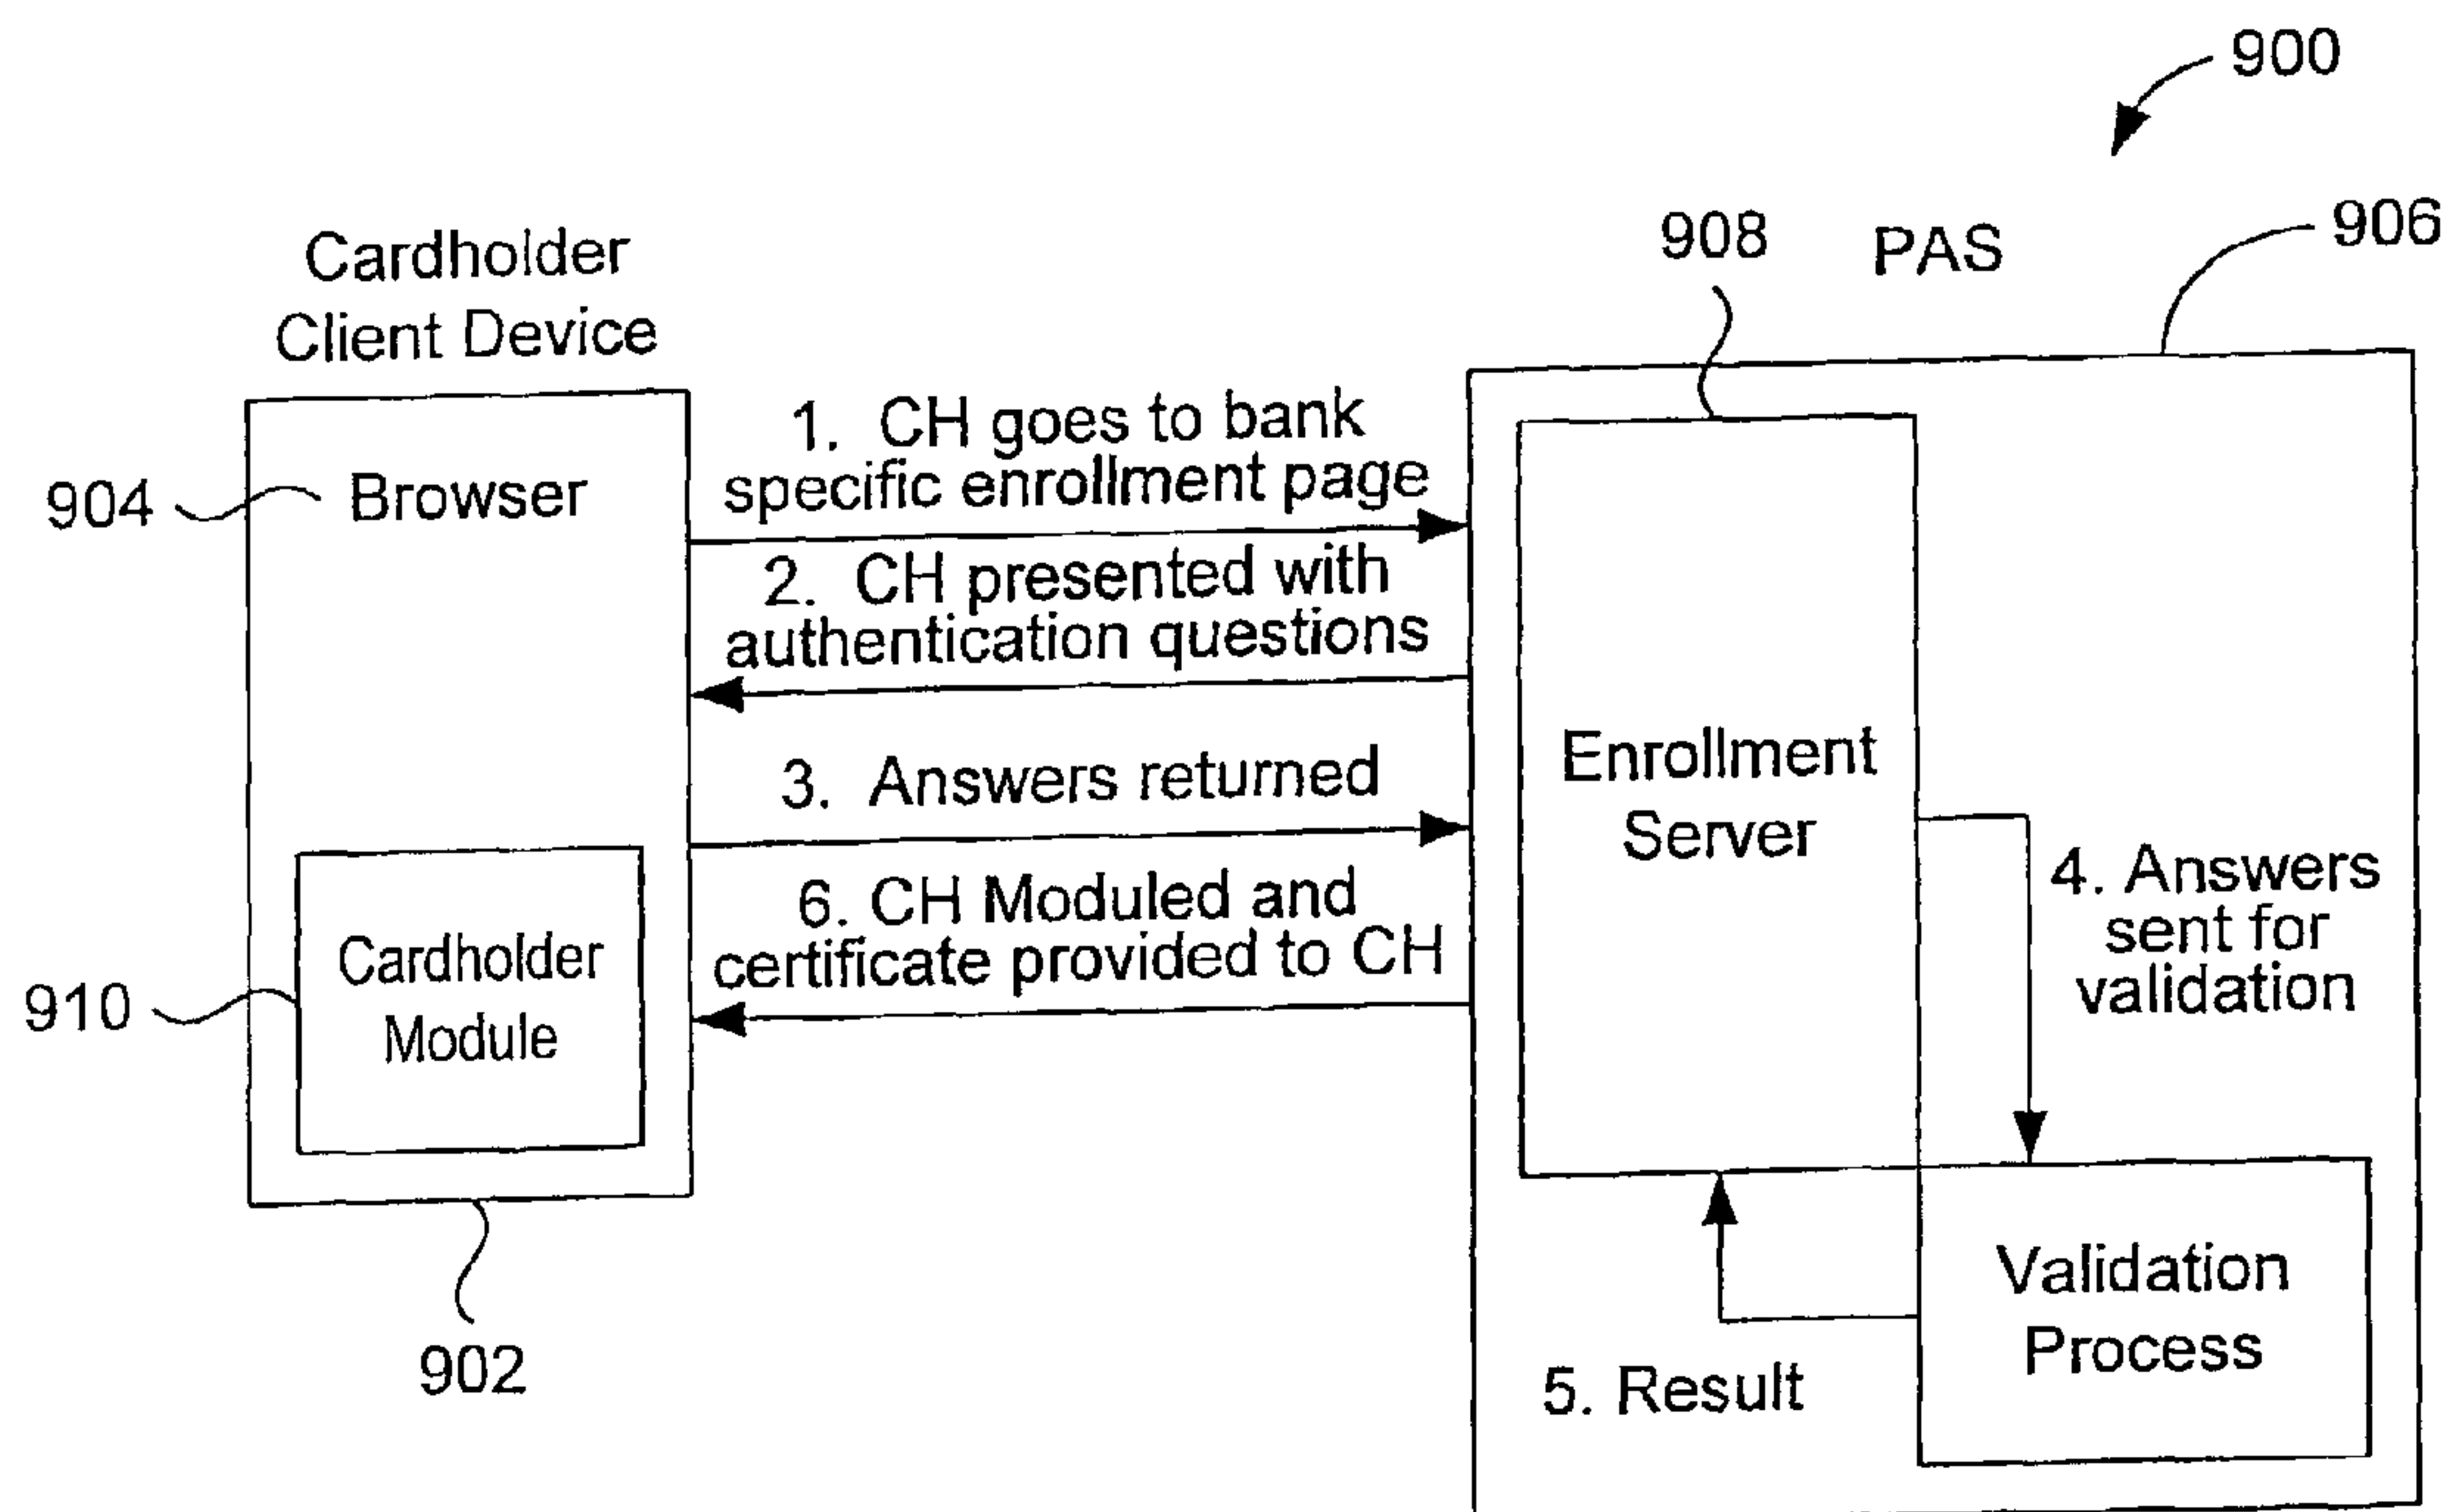 900
908
PAS
906
Cardholder
Client Device
904
Browser
1. CH goes to bank
specific enrollment page
2. CH presented with
authentication questions
3. Answers returned
6. CH Moduled and
certificate provided to CH
Cardholder
Module
910
902
Enrollment
Server
4. Answers
sent for
validation
5. Result
Validation
Process